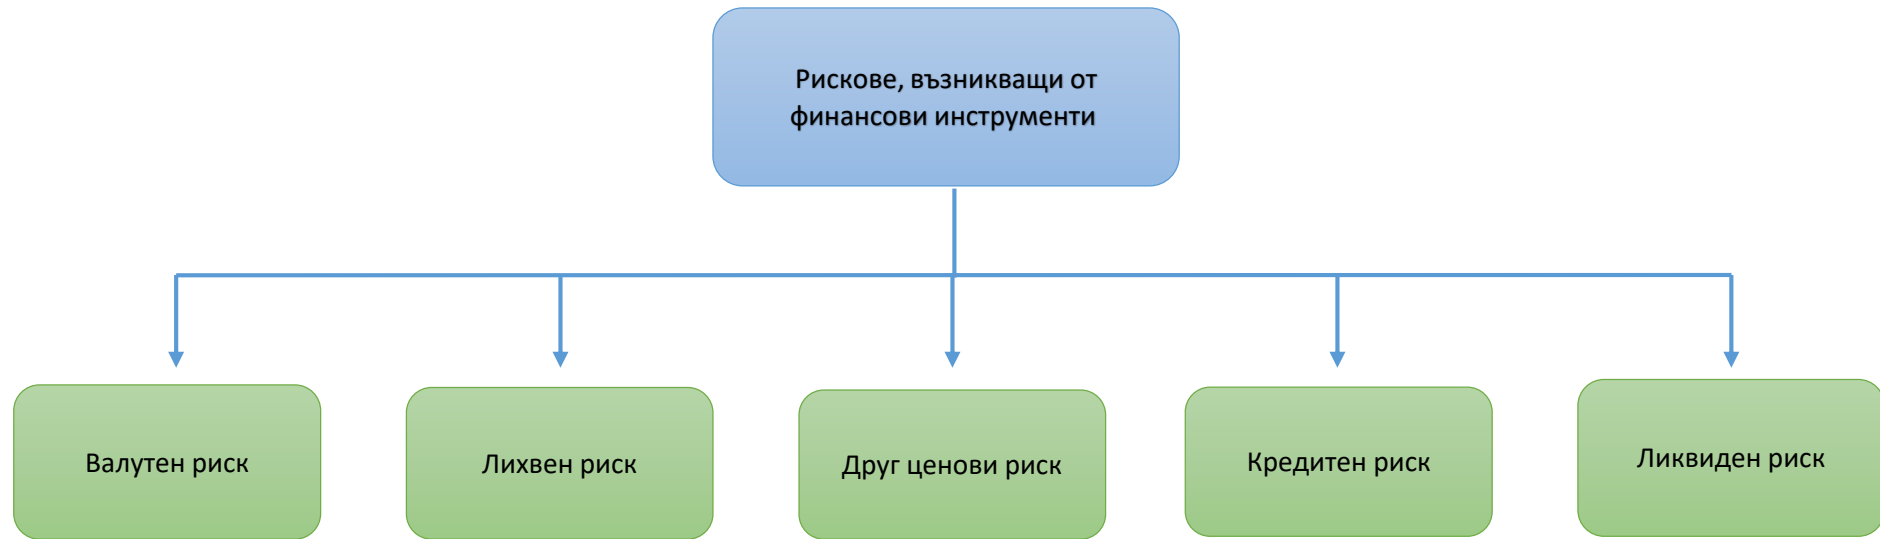 Рискове, възникващи от
финансови инструменти
Валутен риск
Лихвен риск
Друг ценови риск
Кредитен риск
Ликвиден риск